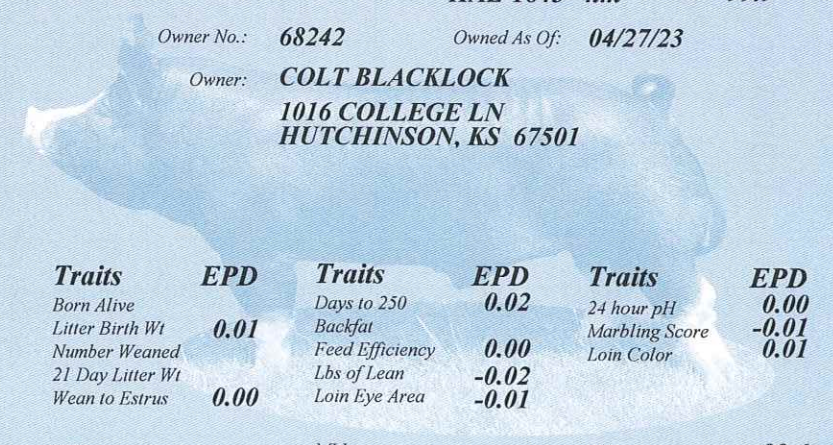 Owner No.: 68242 Owned As Of: 04/27/23
Owner: COLT BLACKLOCK
1016 COLLEGE LN
HUTCHINSON, KS 67501
Traits EPD Traits EPD Traits EPD
Born Alive Days to 250 0.02 24 hour pH 0.00
Litter Birth Wt 0.01 Backfat Marbling Score -0.01
Number Weaned Feed Efficiency 0.00 Loin Color 0.01
21 Day Litter Wt Lbs of Lean -0.02
Wean to Estrus 0.00 Loin Eye Area -0.01